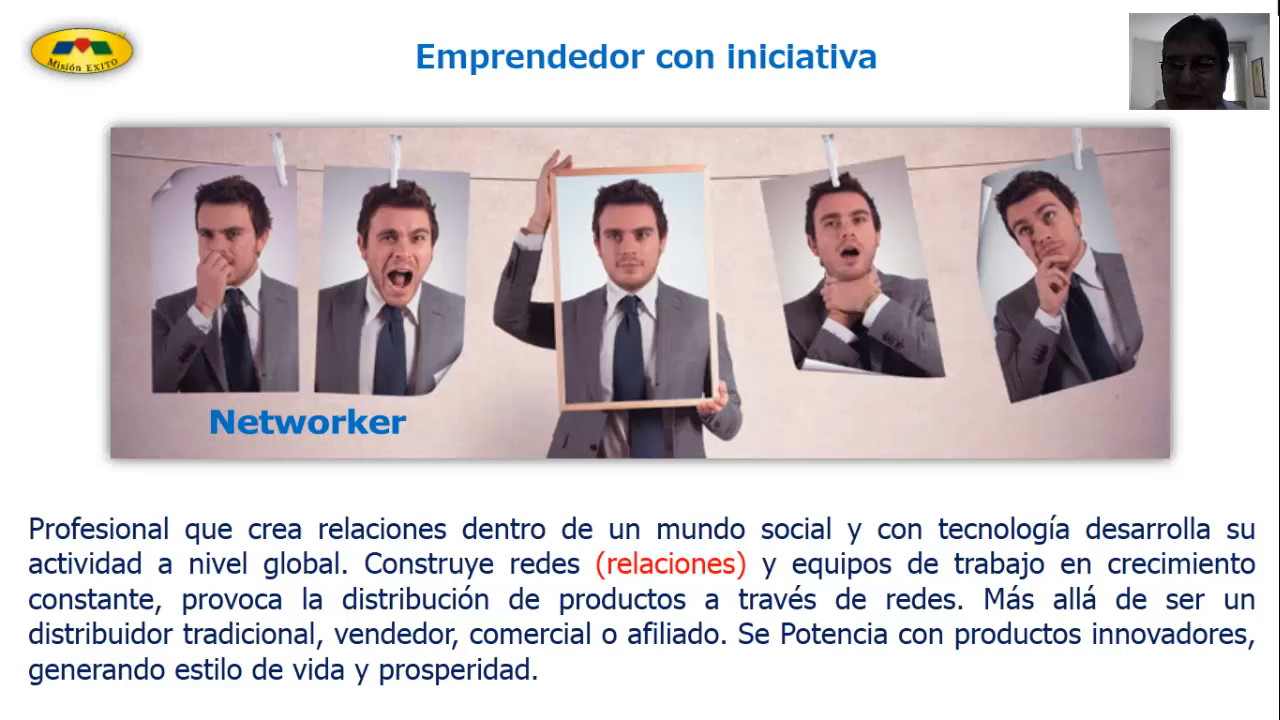 Misión EXITO
Emprendedor con iniciativa
Networker
Profesional que crea relaciones dentro de un mundo social y con tecnología desarrolla su
actividad a nivel global. Construye redes (relaciones) y equipos de trabajo en crecimiento
constante, provoca la distribución de productos a través de redes. Más allá de ser un
distribuidor tradicional, vendedor, comercial o afiliado. Se Potencia con productos innovadores,
generando estilo de vida y prosperidad.